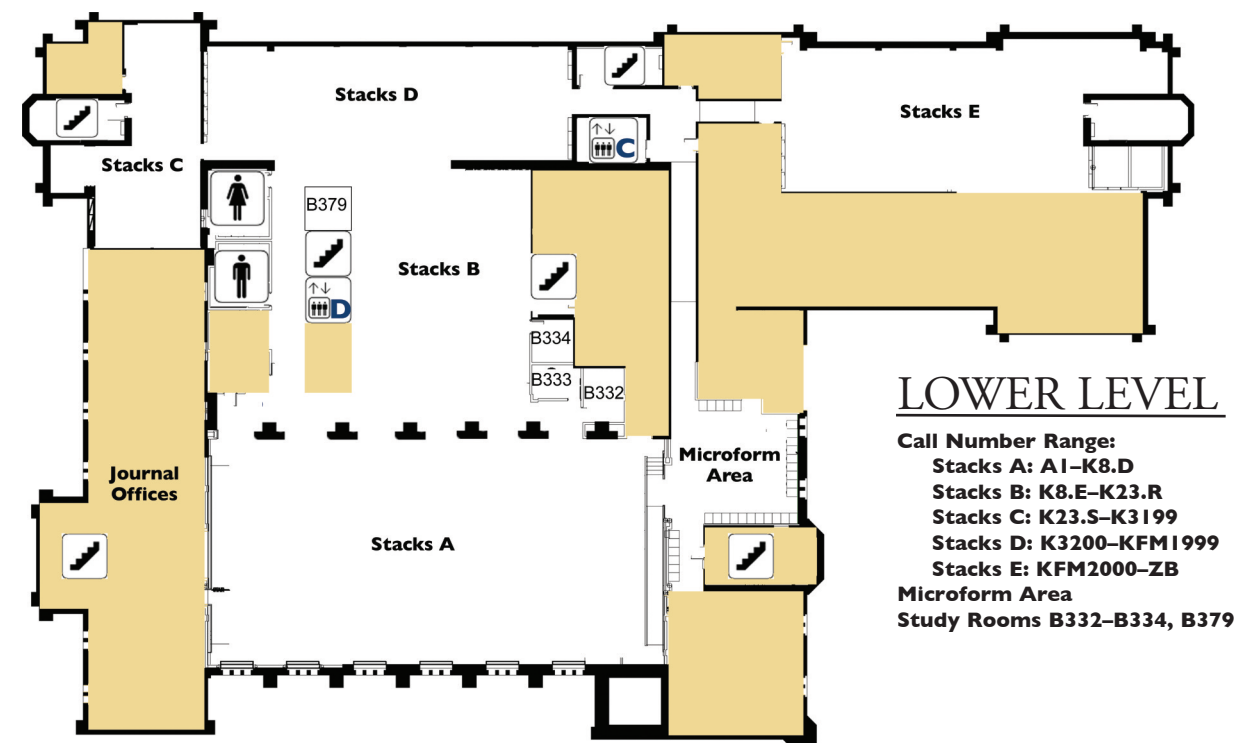 Stacks D
Stacks E
C
Stacks C
B379
Stacks B
D
B334
B333
B332
LOWER LEVEL
Call Number Range:
Stacks A: A1–K8.D
Stacks B: K8.E–K23.R
Stacks C: K23.S–K3199
Stacks D: K3200–KFM1999
Stacks E: KFM2000–ZB
Microform Area
Study Rooms B332–B334, B379
Microform
Area
Journal
Offices
Stacks A